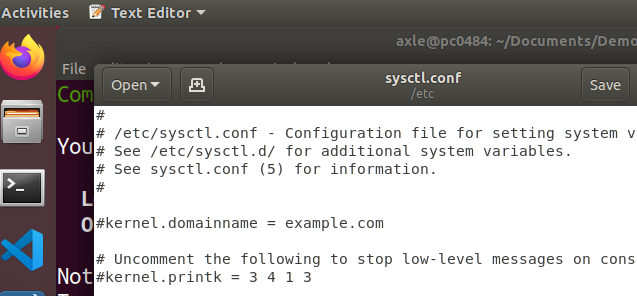 Activities Text Editor
axle@pc0484: ~/Documents/Demo
File
Com
You
L
O
Not
Open
sysctl.conf
/etc
Save
#
# /etc/sysctl.conf - Configuration file for setting system v
# See /etc/sysctl.d/ for additional system variables.
# See sysctl.conf (5) for information.
#
#kernel.domainname = example.com
# Uncomment the following to stop low-level messages on cons
#kernel.printk = 3 4 1 3